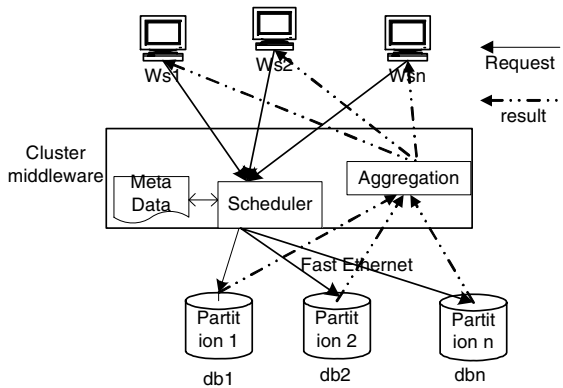 Ws1
Ws2
Wsn
Request
result
Cluster
middleware
Meta
Data
Scheduler
Aggregation
Fast Ethernet
Partit
ion 1
Partit
ion 2
Partit
ion n
db1
db2
dbn